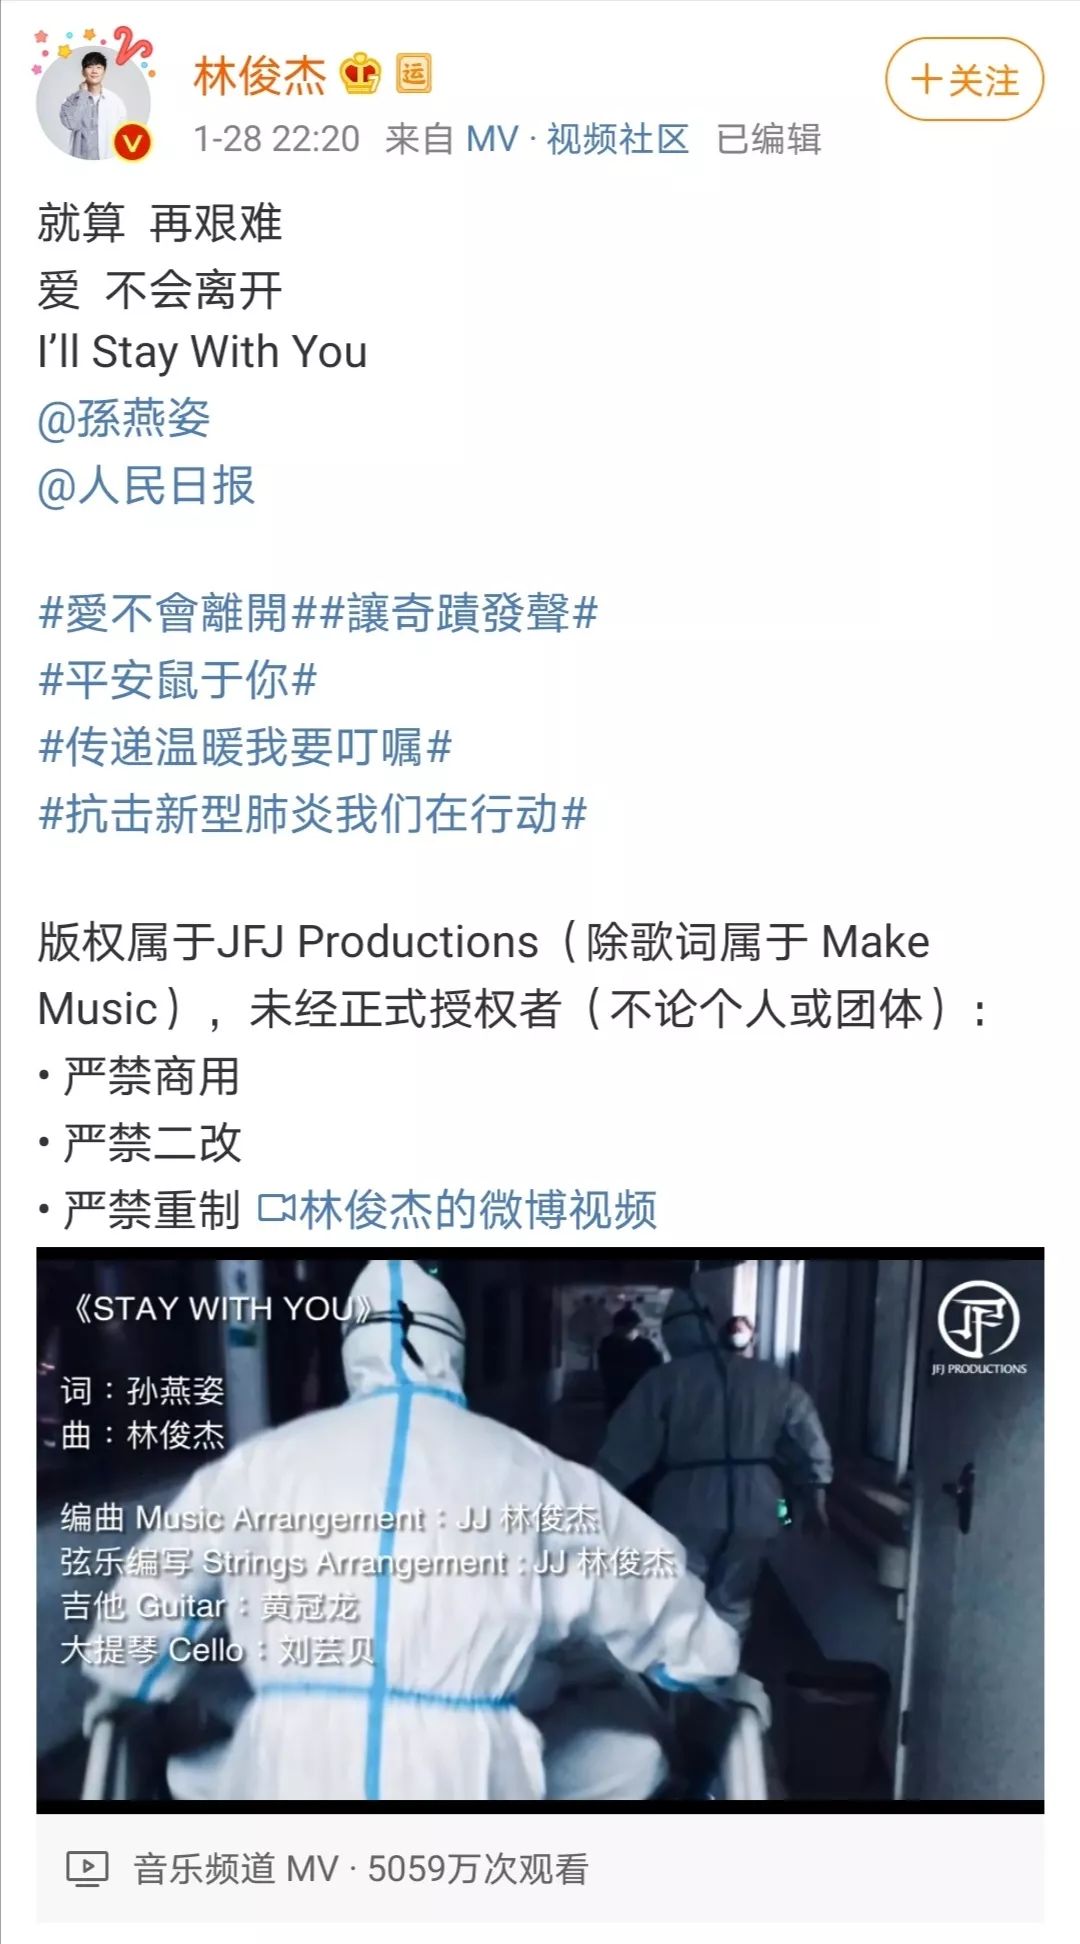 林俊杰
运
+关注
1-28 22:20 来自 MV · 视频社区 已编辑
就算 再艰难
爱 不会离开
I’ll Stay With You
@孫燕姿
@人民日报
#愛不會離開##讓奇蹟發聲#
#平安鼠于你#
#传递温暖我要叮嘱#
#抗击新型肺炎我们在行动#
版权属于JFJ Productions（除歌词属于 Make
Music），未经正式授权者（不论个人或团体）:
• 严禁商用
• 严禁二改
• 严禁重制 林俊杰的微博视频
《STAY WITH YOU》
JFJ PRODUCTIONS
词：孙燕姿
曲：林俊杰
编曲 Music Arrangement：JJ 林俊杰
弦乐编写 Strings Arrangement：JJ 林俊杰
吉他 Guitar：黄冠龙
大提琴 Cello：刘芸贝
音乐频道 MV · 5059万次观看